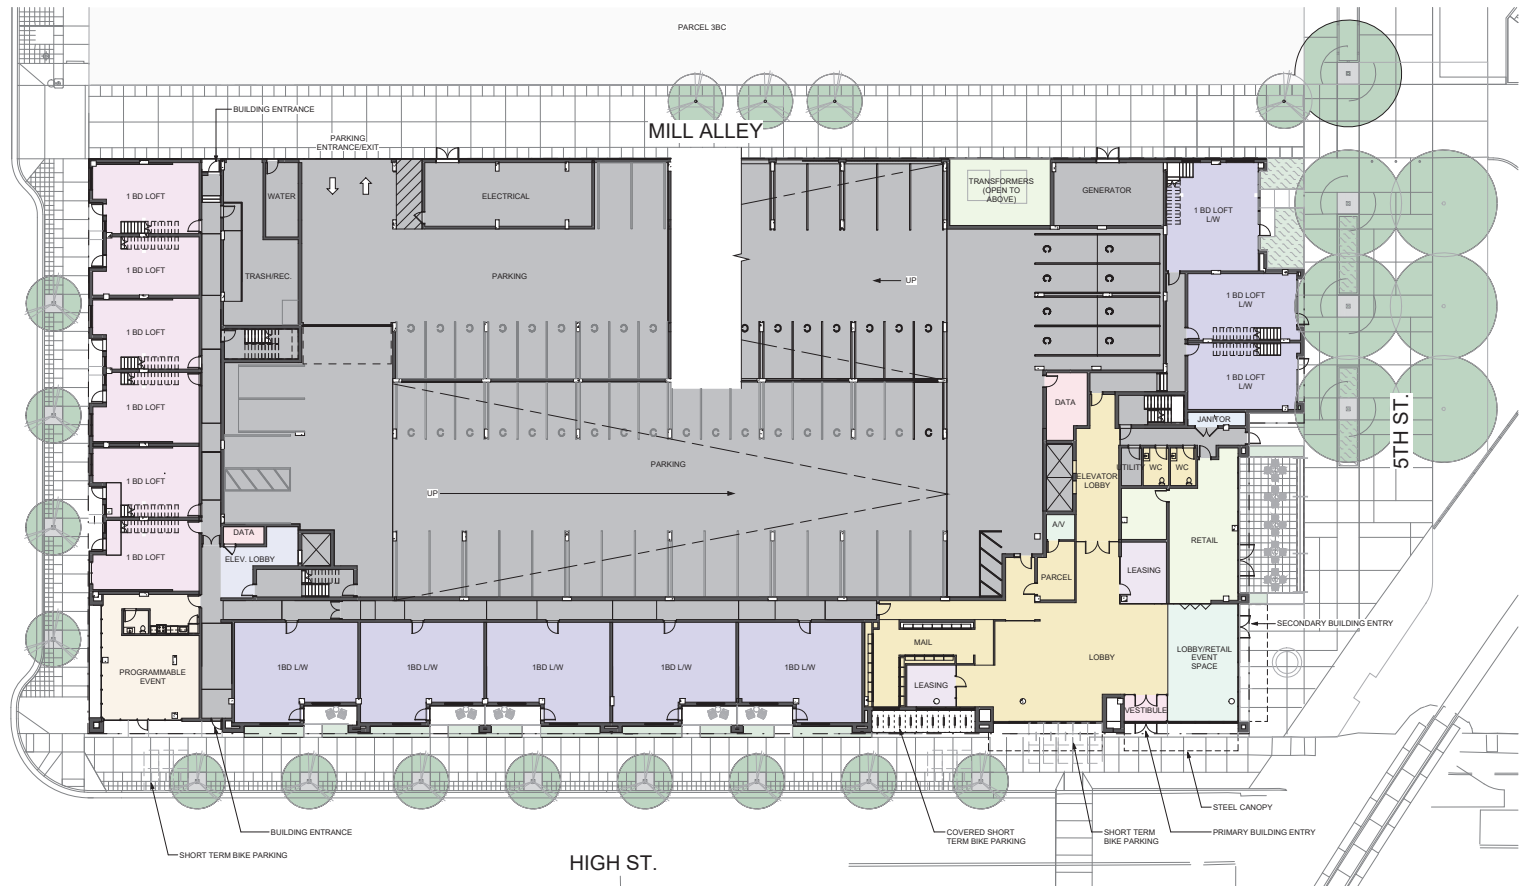 PARCEL 3BC
BUILDING ENTRANCE
MILL ALLEY
PARKING
ENTRANCE/EXIT
1 BD LOFT
WATER
ELECTRICAL
TRANSFORMERS
(OPEN TO
ABOVE)
GENERATOR
1 BD LOFT
L/W
1 BD LOFT
TRASH/REC.
PARKING
UP
1 BD LOFT
L/W
1 BD LOFT
1 BD LOFT
L/W
1 BD LOFT
DATA
JANITOR
5TH ST.
1 BD LOFT
PARKING
UP
ELEVATOR
LOBBY
UTILITY
WC
WC
DATA
ELEV. LOBBY
1 BD LOFT
A/V
RETAIL
PARCEL
LEASING
SECONDARY BUILDING ENTRY
PROGRAMMABLE
EVENT
1BD L/W
1BD L/W
1BD L/W
1BD L/W
1BD L/W
MAIL
LEASING
LOBBY
LOBBY/RETAIL
EVENT
SPACE
VESTIBULE
STEEL CANOPY
BUILDING ENTRANCE
COVERED SHORT
TERM BIKE PARKING
SHORT TERM
BIKE PARKING
PRIMARY BUILDING ENTRY
SHORT TERM BIKE PARKING
HIGH ST.